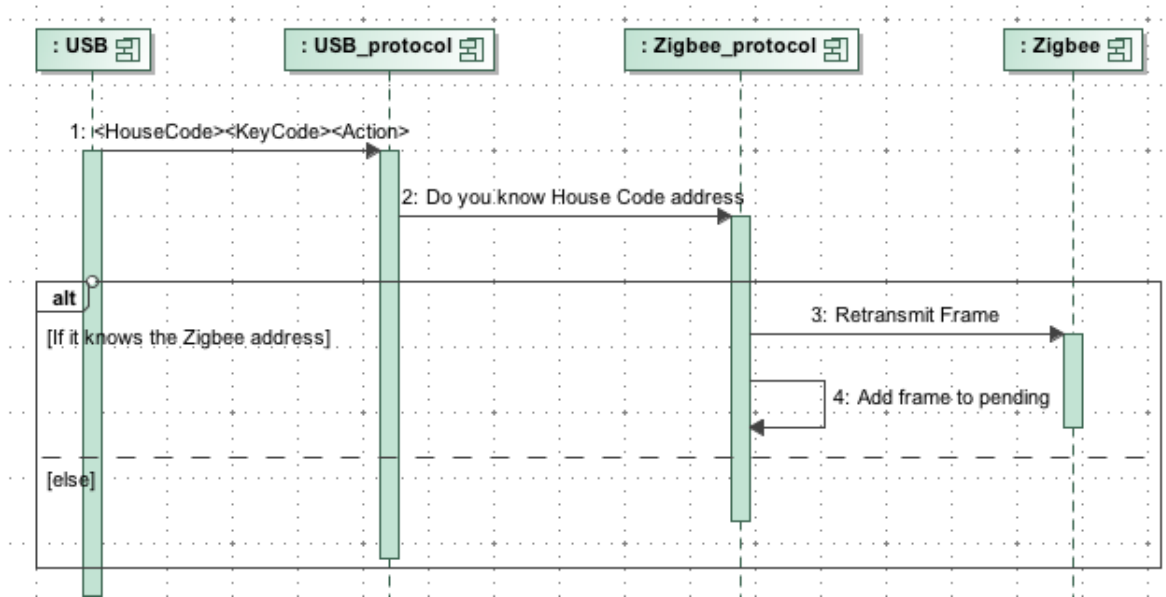 : USB
: USB_protocol
: Zigbee_protocol
: Zigbee
1: <HouseCode><KeyCode><Action>
2: Do you know House Code address
alt
[If it knows the Zigbee address]
3: Retransmit Frame
4: Add frame to pending
[else]